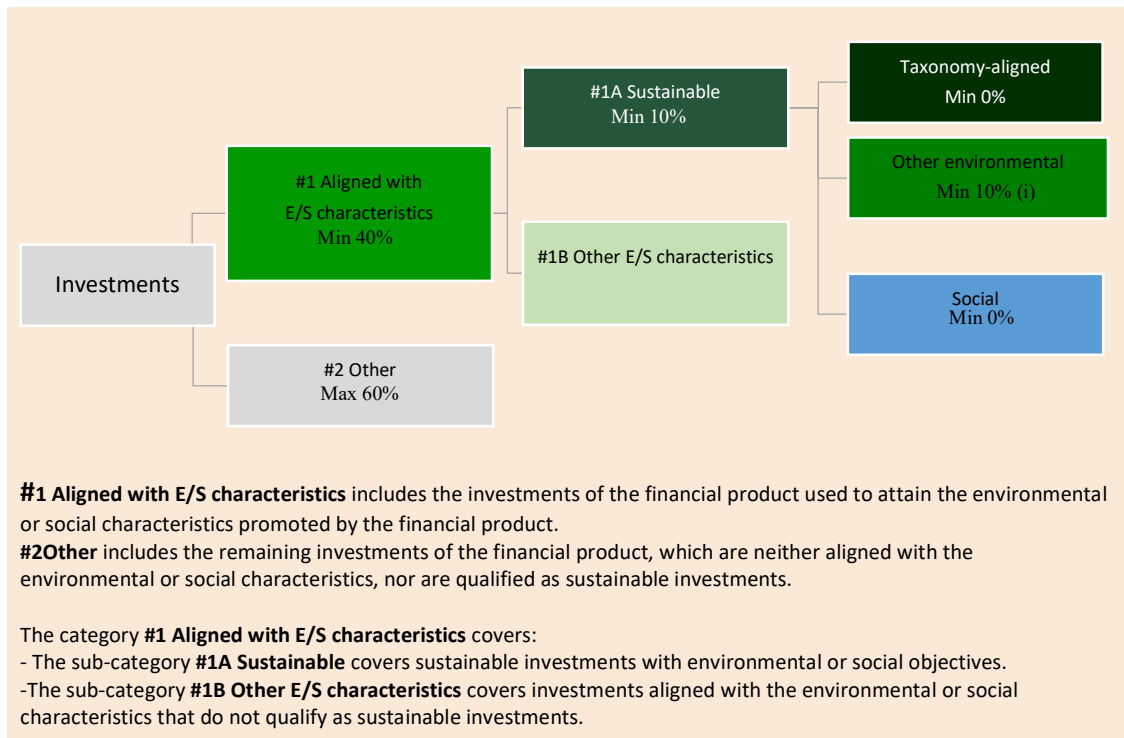 Investments
#1 Aligned with
E/S characteristics
Min 40%
#2 Other
Max 60%
#1A Sustainable
Min 10%
#1B Other E/S characteristics
Taxonomy-aligned
Min 0%
Other environmental
Min 10% (i)
Social
Min 0%
#1 Aligned with E/S characteristics includes the investments of the financial product used to attain the environmental
or social characteristics promoted by the financial product.
#2Other includes the remaining investments of the financial product, which are neither aligned with the
environmental or social characteristics, nor are qualified as sustainable investments.
The category #1 Aligned with E/S characteristics covers:
- The sub-category #1A Sustainable covers sustainable investments with environmental or social objectives.
-The sub-category #1B Other E/S characteristics covers investments aligned with the environmental or social
characteristics that do not qualify as sustainable investments.